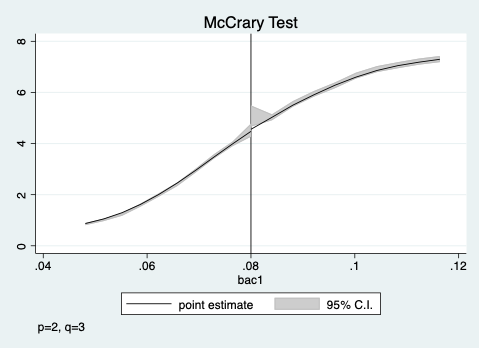 McCrary Test
8
6
4
2
0
.04 .06 .08 .1 .12
bac1
point estimate 95% C.I.
p=2, q=3